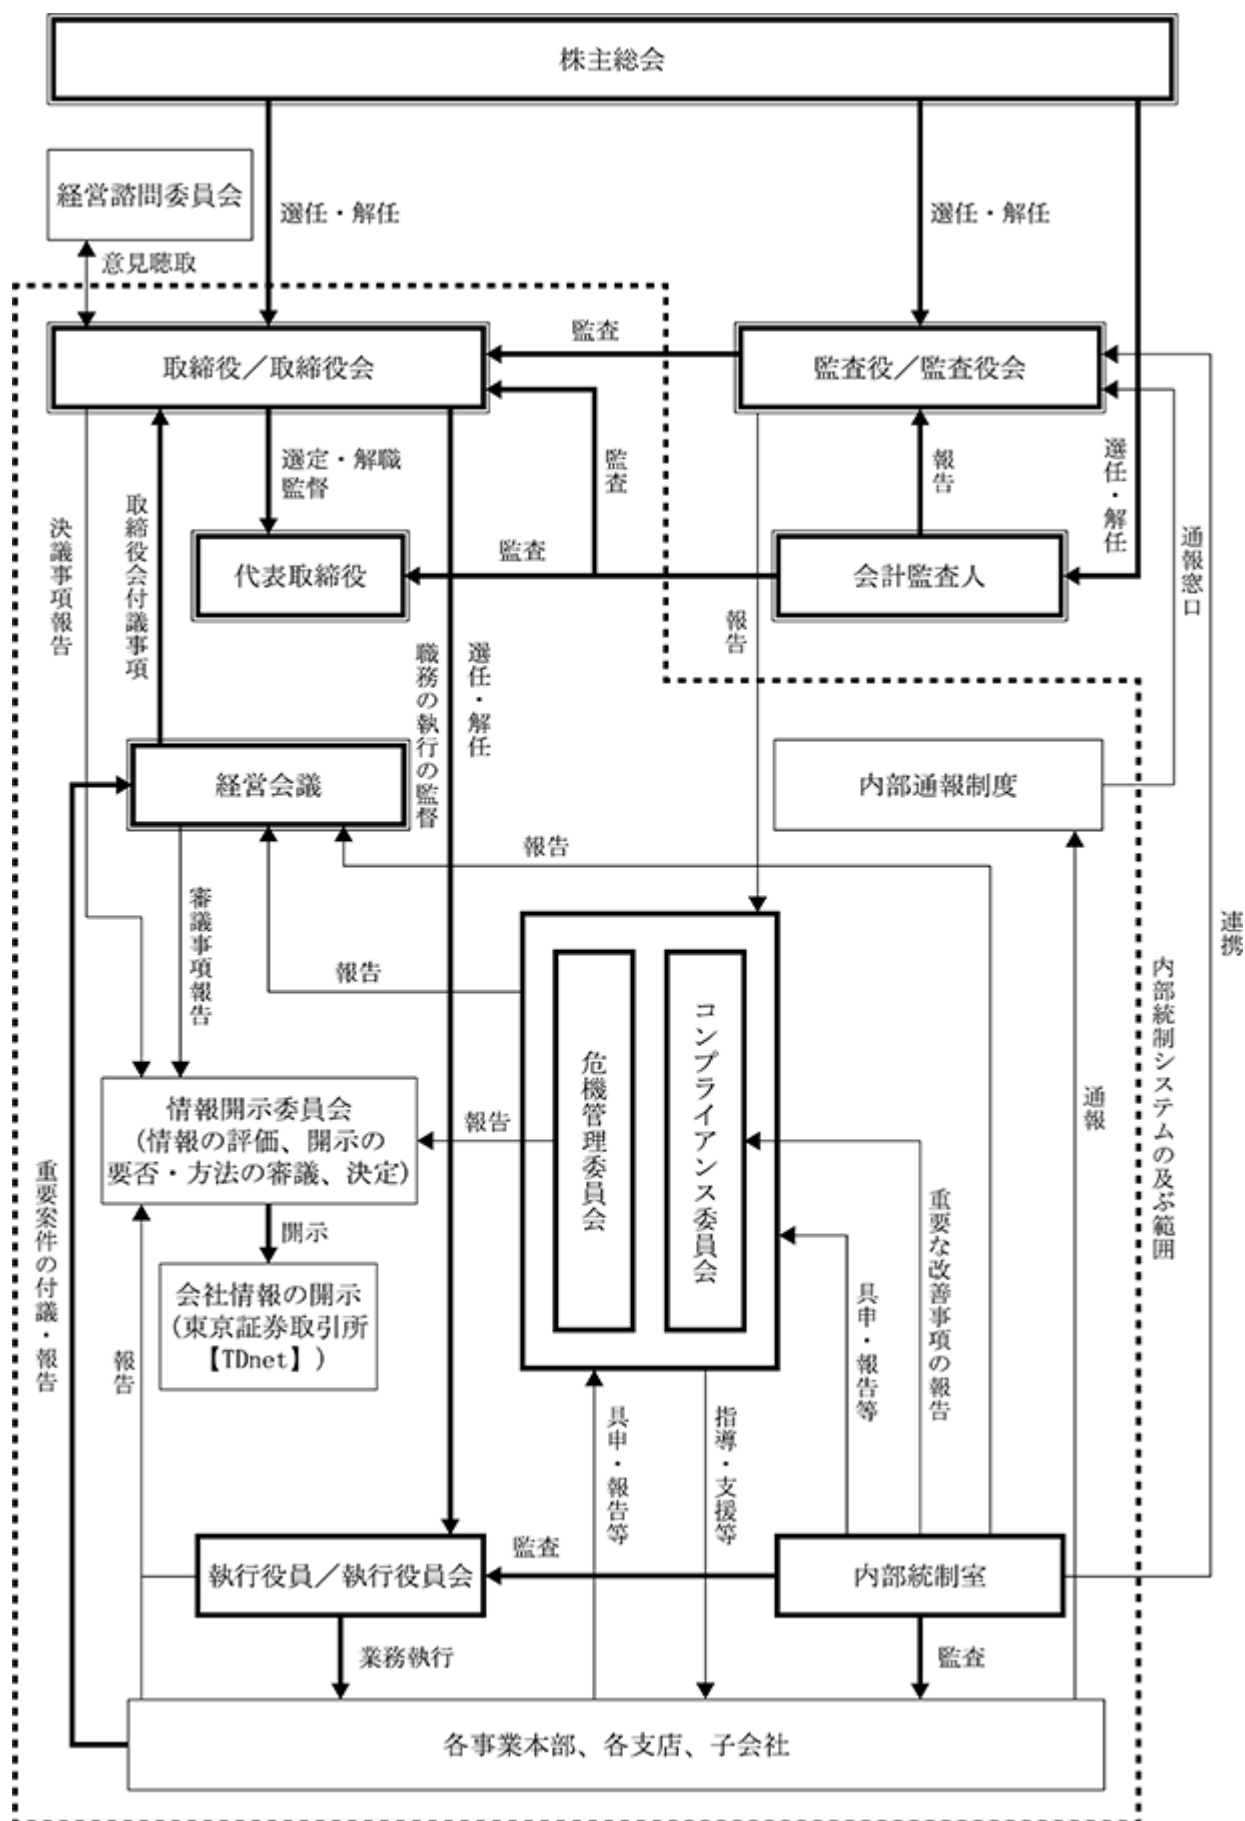 株主総会
経営諮問委員会
選任・解任
選任・解任
意見聴取
取締役／取締役会
監査
監査役／監査役会
選定・解職
監督
監査
報告
選任・解任
通報窓口
決議事項報告
取締役会付議事項
代表取締役
監査
会計監査人
報告
職務の執行の監督
選任・解任
経営会議
内部通報制度
報告
審議事項報告
報告
連携
内部統制システムの及ぶ範囲
危機管理委員会
コンプライアンス委員会
情報開示委員会
(情報の評価、開示の
要否・方法の審議、決定)
報告
通報
重要案件の付議・報告
開示
重要な改善事項の報告
会社情報の開示
(東京証券取引所
【TDnet】)
報告
具申・報告等
具申・報告等
指導・支援等
執行役員／執行役員会
監査
内部統制室
業務執行
監査
各事業本部、各支店、子会社